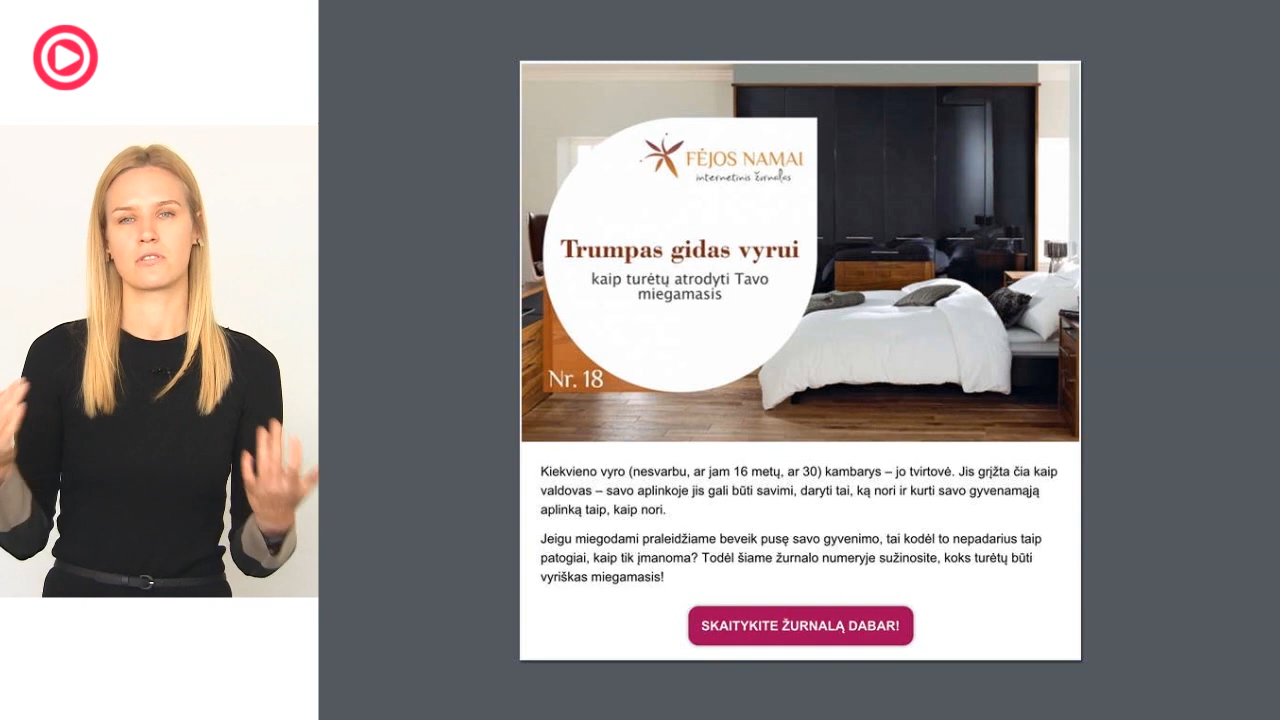 FĖJOS NAMAI
internetinis žurnalas
Trumpas gidas vyrui
kaip turėtų atrodyti Tavo
miegamasis
Nr. 18
Kiekvieno vyro (nesvarbu, ar jam 16 metų, ar 30) kambarys – jo tvirtovė. Jis grįžta čia kaip
valdovas – savo aplinkoje jis gali būti savimi, daryti tai, ką nori ir kurti savo gyvenamąją
aplinką taip, kaip nori.
Jeigu miegodami praleidžiame beveik pusę savo gyvenimo, tai kodėl to nepadarius taip
patogiai, kaip tik įmanoma? Todėl šiame žurnalo numeryje sužinosite, koks turėtų būti
vyriškas miegamasis!
SKAITYKITE ŽURNALĄ DABAR!